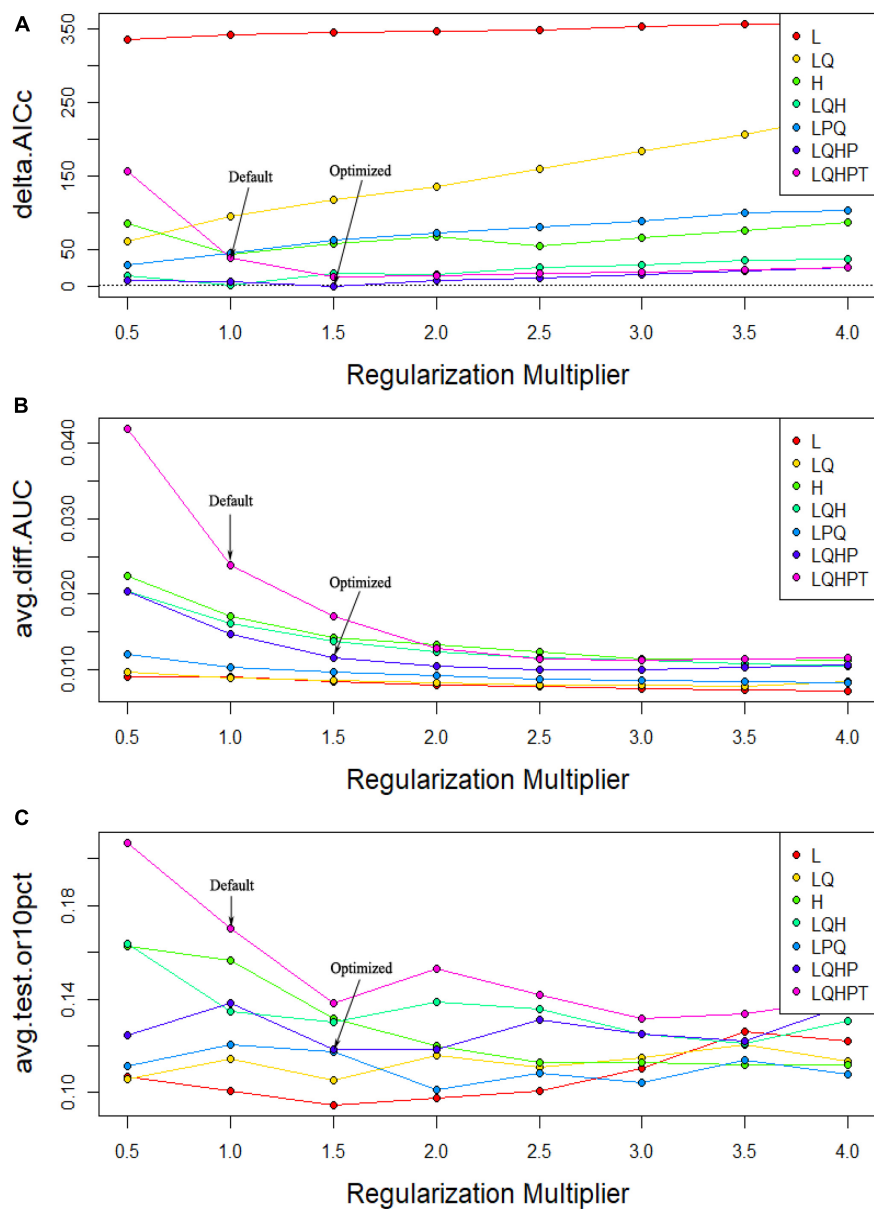 A
delta.AICc
350
250
150
50
0
Default
Optimized
L
LQ
H
LQH
LPQ
LQHP
LQHPT
0.5 1.0 1.5 2.0 2.5 3.0 3.5 4.0
Regularization Multiplier
B
avg.diff.AUC
0.040
0.030
0.020
0.010
Default
Optimized
L
LQ
H
LQH
LPQ
LQHP
LQHPT
0.5 1.0 1.5 2.0 2.5 3.0 3.5 4.0
Regularization Multiplier
C
avg.test.or10pct
0.18
0.14
0.10
Default
Optimized
L
LQ
H
LQH
LPQ
LQHP
LQHPT
0.5 1.0 1.5 2.0 2.5 3.0 3.5 4.0
Regularization Multiplier